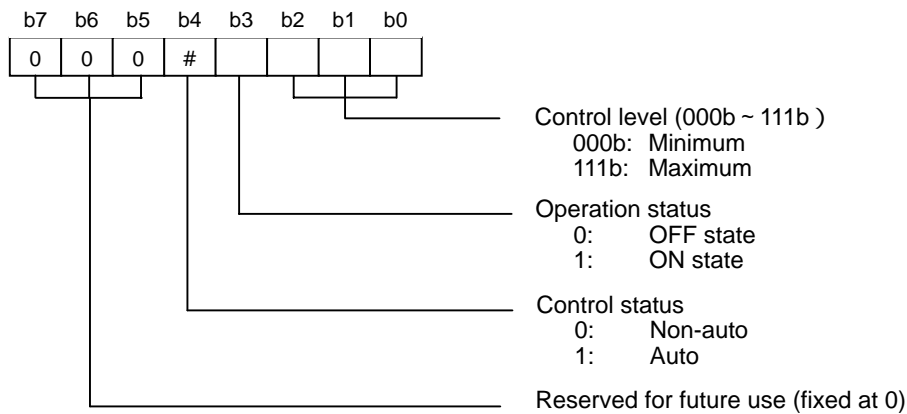 b7 b6 b5 b4 b3 b2 b1 b0
0 0 0 #
Control level (000b ~ 111b )
000b: Minimum
111b: Maximum
Operation status
0: OFF state
1: ON state
Control status
0: Non-auto
1: Auto
Reserved for future use (fixed at 0)